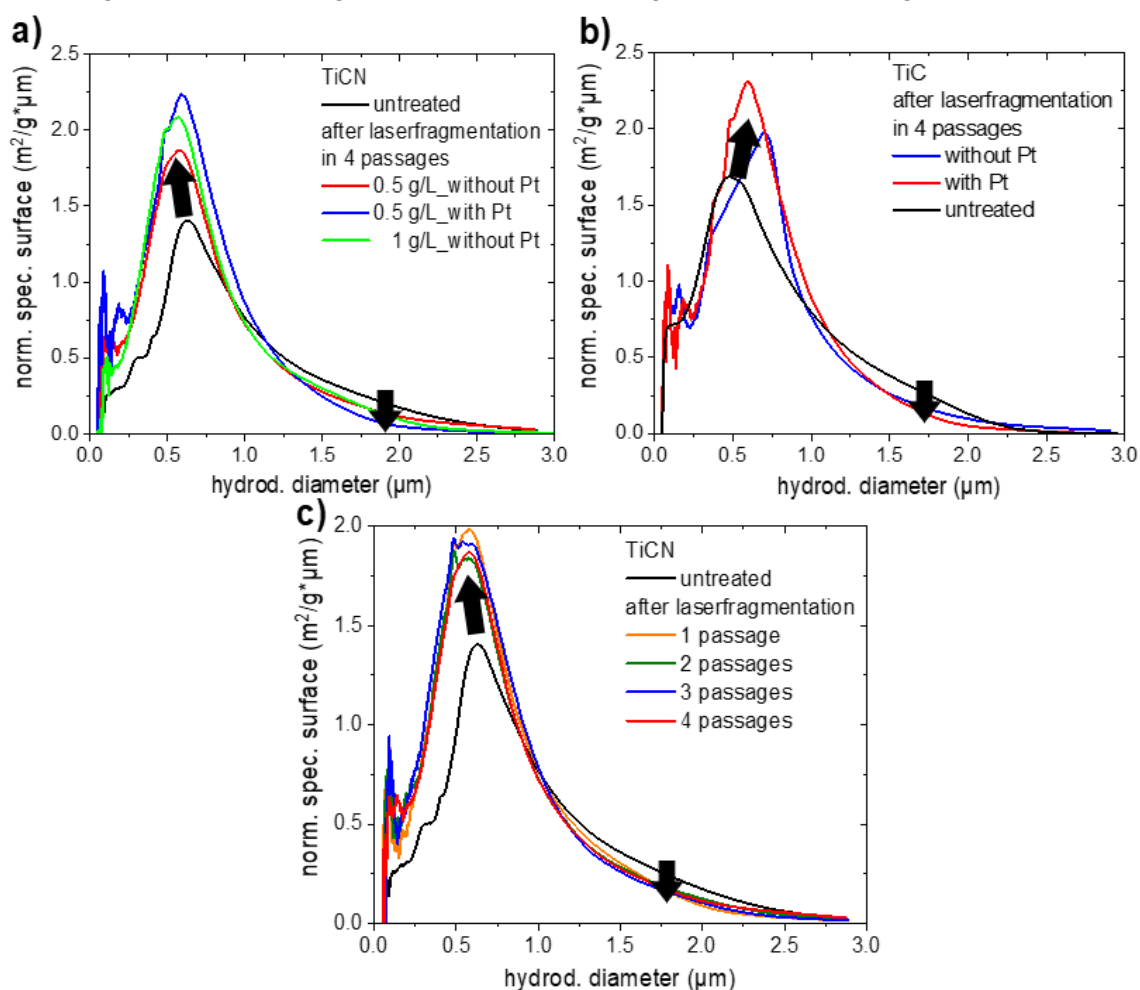 a)
TiCN
untreated
after laserfragmentation
in 4 passages
0.5 g/L_without Pt
0.5 g/L_with Pt
1 g/L_without Pt
norm. spec. surface (m²/g*µm)
2.5
2.0
1.5
1.0
0.5
0.0
0.0 0.5 1.0 1.5 2.0 2.5 3.0
hydrod. diameter (µm)
b)
TiC
after laserfragmentation
in 4 passages
without Pt
with Pt
untreated
norm. spec. surface (m²/g*µm)
2.5
2.0
1.5
1.0
0.5
0.0
0.0 0.5 1.0 1.5 2.0 2.5 3.0
hydrod. diameter (µm)
c)
TiCN
untreated
after laserfragmentation
1 passage
2 passages
3 passages
4 passages
norm. spec. surface (m²/g*µm)
2.0
1.5
1.0
0.5
0.0
0.0 0.5 1.0 1.5 2.0 2.5 3.0
hydrod. diameter (µm)